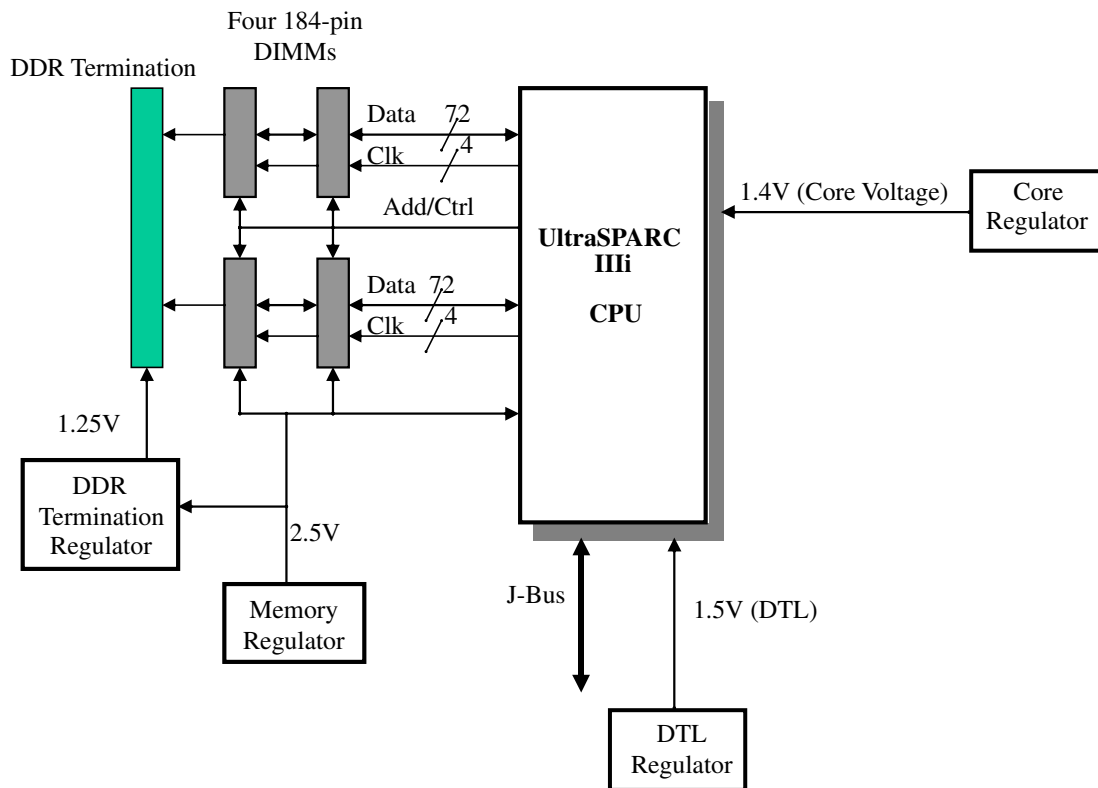 Four 184-pin
DIMMs
DDR Termination
Data 72
Clk 4
Add/Ctrl
Data 72
Clk 4
UltraSPARC
IIIi
CPU
1.4V (Core Voltage)
Core
Regulator
1.25V
DDR
Termination
Regulator
2.5V
Memory
Regulator
J-Bus
1.5V (DTL)
DTL
Regulator